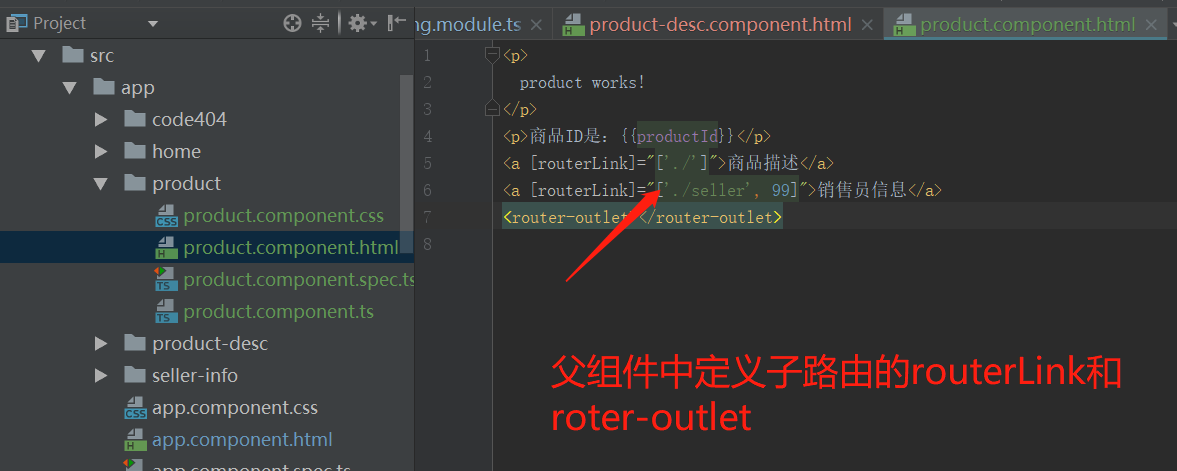 Project
ng.module.ts
product-desc.component.html
product.component.html
src
app
code404
home
product
product.component.css
product.component.html
product.component.spec.ts
product.component.ts
product-desc
seller-info
app.component.css
app.component.html
app.component.spec.ts
1 <p>
2 product works!
3 </p>
4 <p>商品ID是: {{productId}}</p>
5 <a [routerLink]="['./']">商品描述</a>
6 <a [routerLink]="['./seller', 99]">销售员信息</a>
7 <router-outlet></router-outlet>
8
父组件中定义子路由的routerLink和
roter-outlet